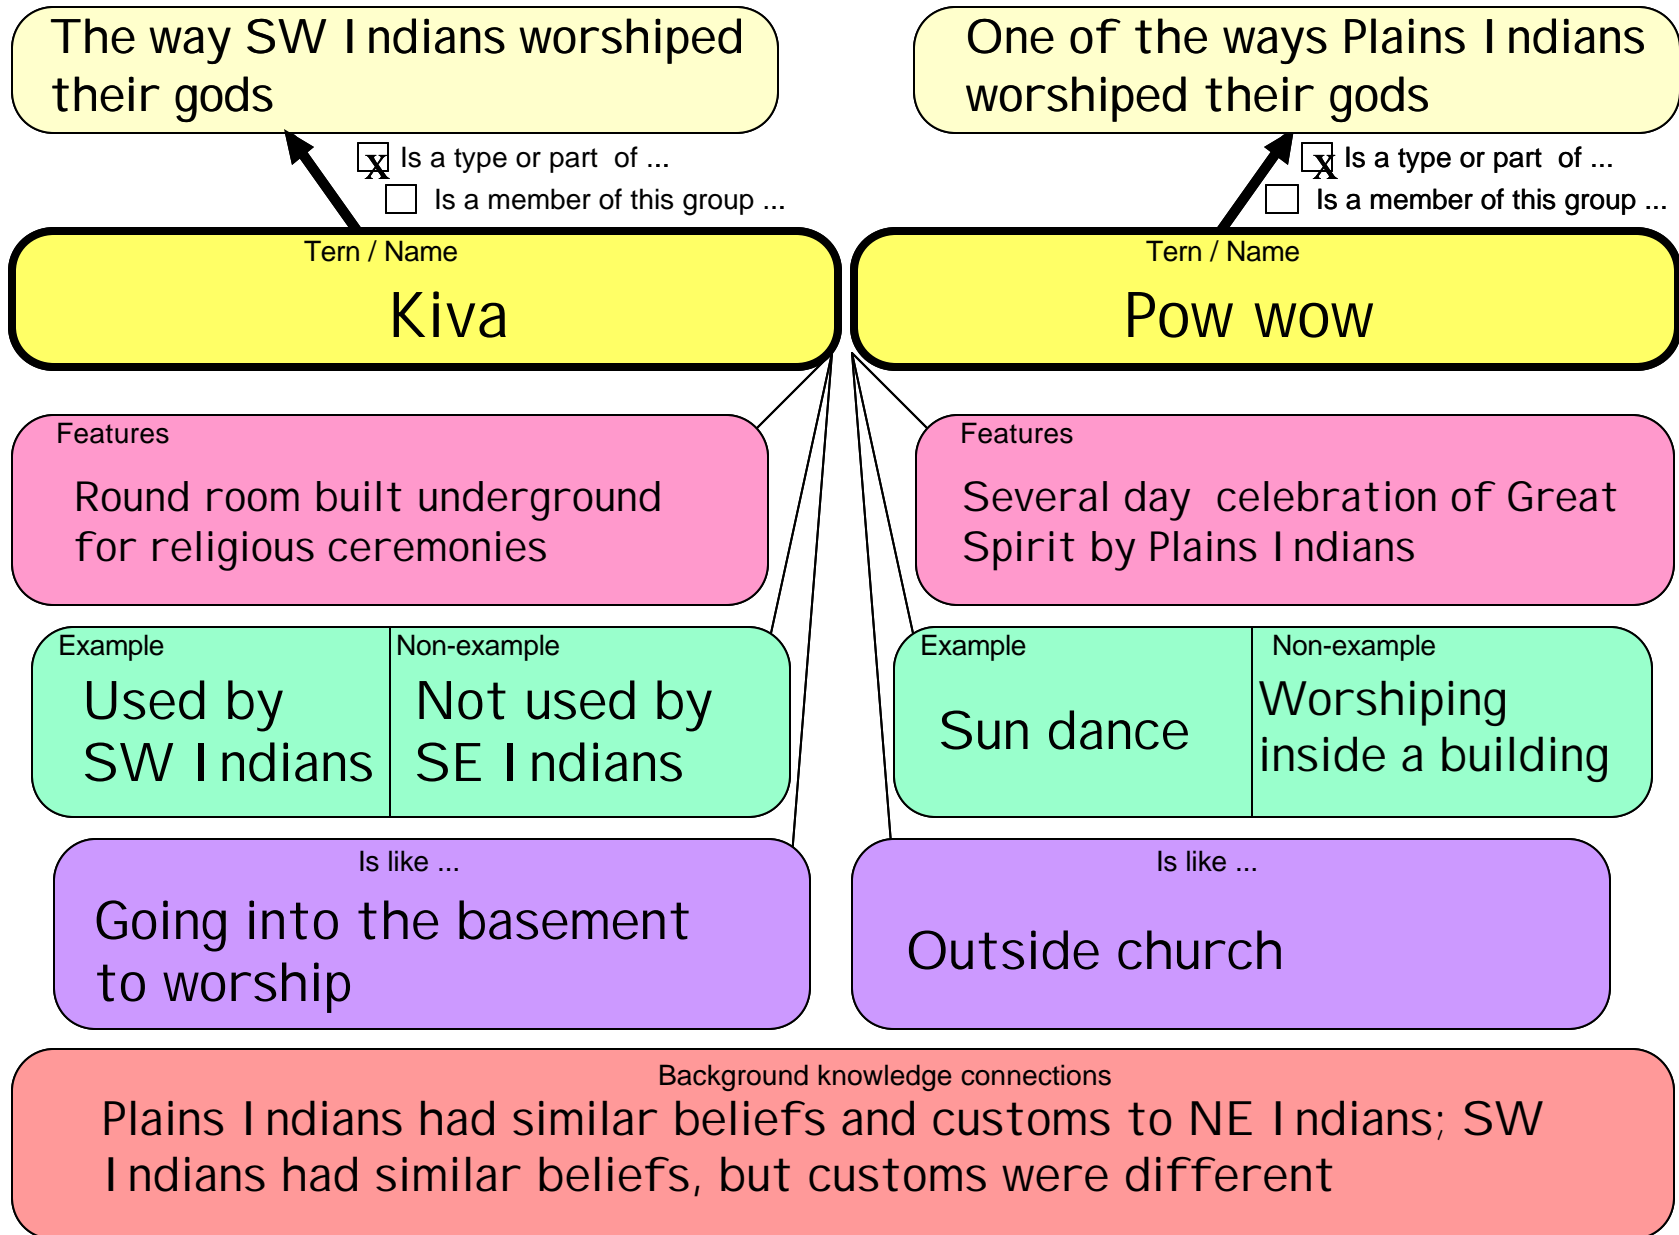 The way SW Indians worshiped
their gods
One of the ways Plains Indians
worshiped their gods
X Is a type or part of ...
Is a member of this group ...
X Is a type or part of ...
Is a member of this group ...
Tern / Name
Kiva
Tern / Name
Pow wow
Features
Round room built underground
for religious ceremonies
Features
Several day celebration of Great
Spirit by Plains Indians
Example
Used by
SW Indians
Non-example
Not used by
SE Indians
Example
Sun dance
Non-example
Worshiping
inside a building
Is like ...
Going into the basement
to worship
Is like ...
Outside church
Background knowledge connections
Plains Indians had similar beliefs and customs to NE Indians; SW
Indians had similar beliefs, but customs were different